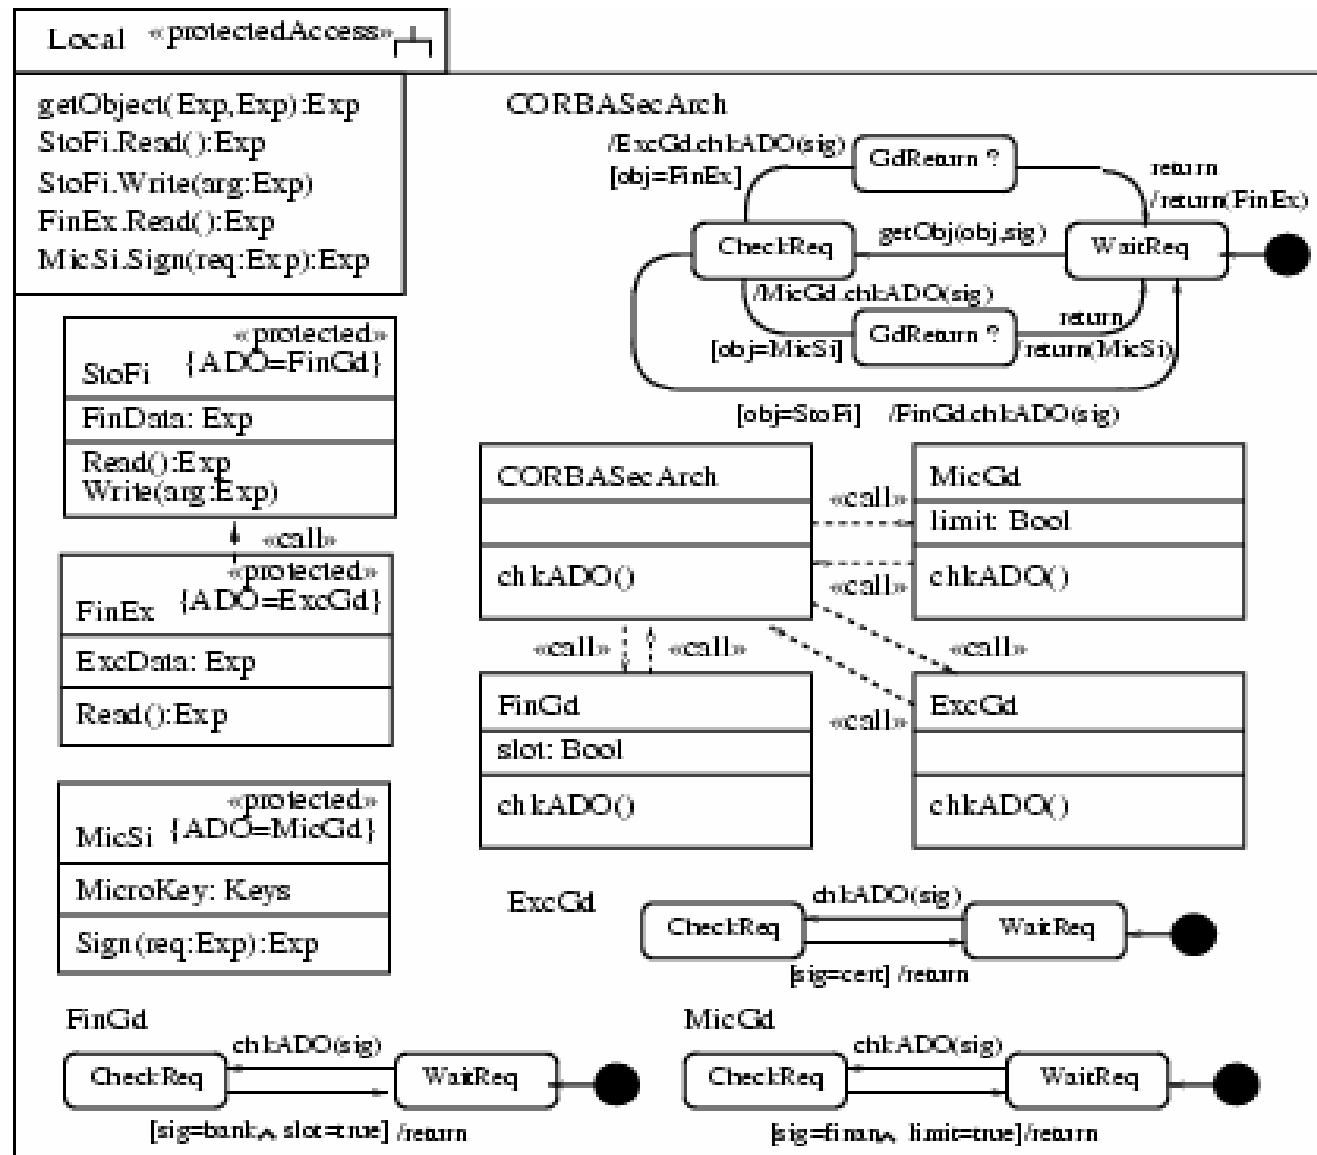 Local «protectedAccess»
getObject(Exp,Exp):Exp
StoFi.Read():Exp
StoFi.Write(arg:Exp)
FinEx.Read():Exp
MicSi.Sign(req:Exp):Exp
CORBASecArch
/ExcGd.chkADO(sig)
[obj=FinEx]
GdReturn ?
return
/return(FinEx)
CheckReq
getObj(obj,sig)
WaitReq
/MicGd.chkADO(sig)
[obj=MicSi]
GdReturn ?
return
/return(MicSi)
[obj=StoFi] /FinGd.chkADO(sig)
«protected»
StoFi {ADO=FinGd}
FinData: Exp
Read():Exp
Write(arg:Exp)
«call»
«protected»
FinEx {ADO=ExcGd}
ExcData: Exp
Read():Exp
«protected»
MicSi {ADO=MicGd}
MicroKey: Keys
Sign(req:Exp):Exp
CORBASecArch
chkADO()
«call»
«call»
MicGd
limit: Bool
chkADO()
«call» «call»
«call»
«call»
FinGd
slot: Bool
chkADO()
ExcGd
chkADO()
ExcGd
chkADO(sig)
CheckReq
WaitReq
[sig=cert] /return
FinGd
chkADO(sig)
CheckReq
WaitReq
[sig=bank∧ slot=true] /return
MicGd
chkADO(sig)
CheckReq
WaitReq
[sig=finan∧ limit=true]/return